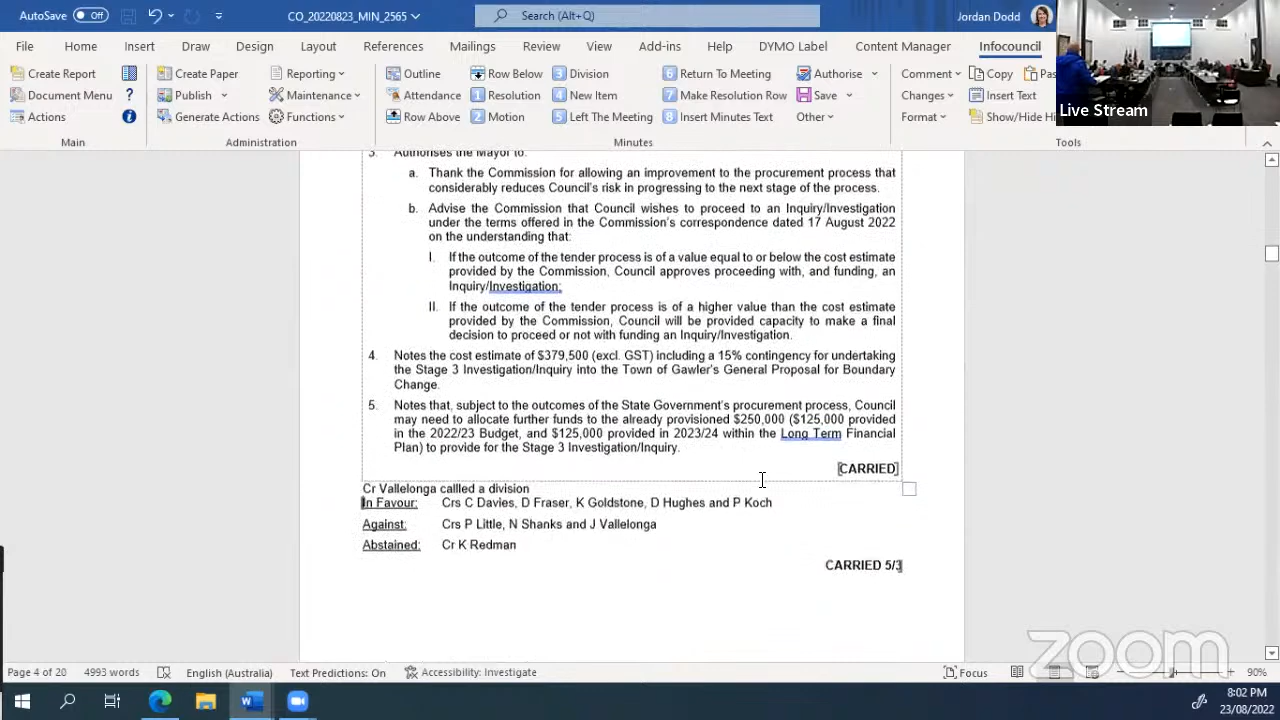 AutoSave Off CO_20220823_MIN_2565 Search (Alt+Q) Jordan Dodd
File Home Insert Draw Design Layout References Mailings Review View Add-ins Help DYMO Label Content Manager Infocouncil
Create Report Create Paper Reporting Outline Row Below 3 Division 6 Return To Meeting Authorise Comment Copy Pas
Document Menu ? Publish Maintenance Attendance 1 Resolution 4 New Item 7 Make Resolution Row Save Changes Insert Text
Actions Generate Actions Functions Row Above 2 Motion 5 Left The Meeting 8 Insert Minutes Text Other Format Show/Hide Hi
Main Administration Minutes Tools
Live Stream
3. Authorises the Mayor to:
a. Thank the Commission for allowing an improvement to the procurement process that
considerably reduces Council's risk in progressing to the next stage of the process.
b. Advise the Commission that Council wishes to proceed to an Inquiry/Investigation
under the terms offered in the Commission's correspondence dated 17 August 2022
on the understanding that:
I. If the outcome of the tender process is of a value equal to or below the cost estimate
provided by the Commission, Council approves proceeding with, and funding, an
Inquiry/Investigation;
II. If the outcome of the tender process is of a higher value than the cost estimate
provided by the Commission, Council will be provided capacity to make a final
decision to proceed or not with funding an Inquiry/Investigation.
4. Notes the cost estimate of $379,500 (excl. GST) including a 15% contingency for undertaking
the Stage 3 Investigation/Inquiry into the Town of Gawler's General Proposal for Boundary
Change.
5. Notes that, subject to the outcomes of the State Government's procurement process, Council
may need to allocate further funds to the already provisioned $250,000 ($125,000 provided
in the 2022/23 Budget, and $125,000 provided in 2023/24 within the Long Term Financial
Plan) to provide for the Stage 3 Investigation/Inquiry.
[CARRIED]
Cr Vallelonga callled a division
In Favour: Crs C Davies, D Fraser, K Goldstone, D Hughes and P Koch
Against: Crs P Little, N Shanks and J Vallelonga
Abstained: Cr K Redman
CARRIED 5/3
zoom
Page 4 of 20 4993 words English (Australia) Text Predictions: On Accessibility: Investigate Focus 90%
8:02 PM
23/08/2022